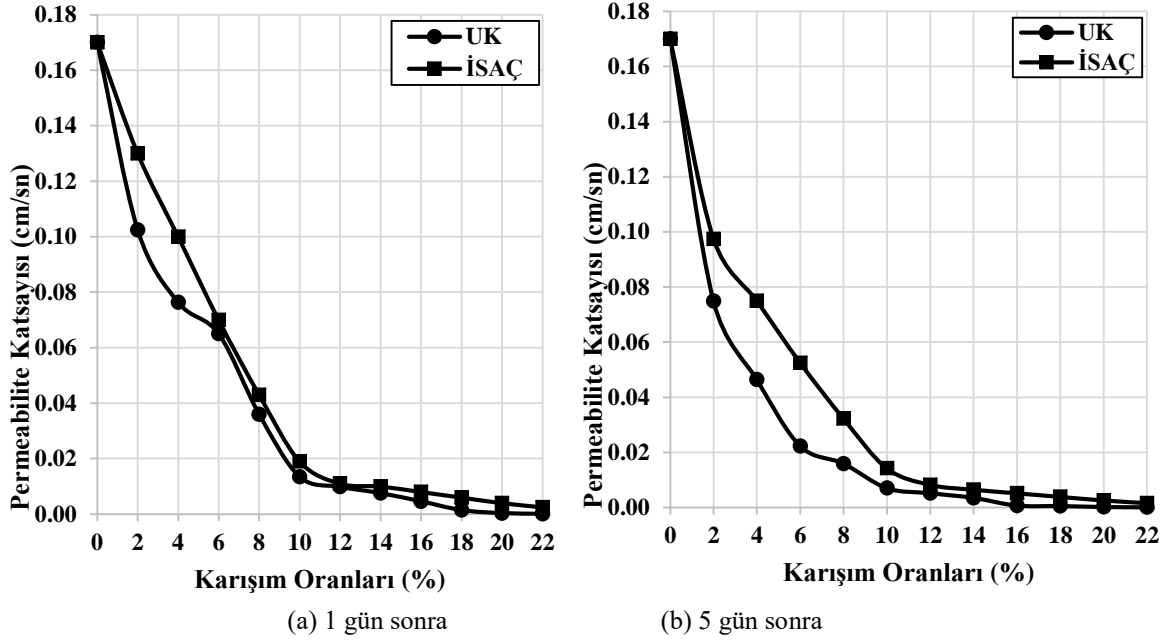 0.18
0.16
0.14
0.12
0.10
0.08
0.06
0.04
0.02
0.00
Permeabilite Katsayısı (cm/sn)
UK
İSAÇ
0 2 4 6 8 10 12 14 16 18 20 22
Karışım Oranları (%)
(a) 1 gün sonra
0.18
0.16
0.14
0.12
0.10
0.08
0.06
0.04
0.02
0.00
Permeabilite Katsayısı (cm/sn)
UK
İSAÇ
0 2 4 6 8 10 12 14 16 18 20 22
Karışım Oranları (%)
(b) 5 gün sonra